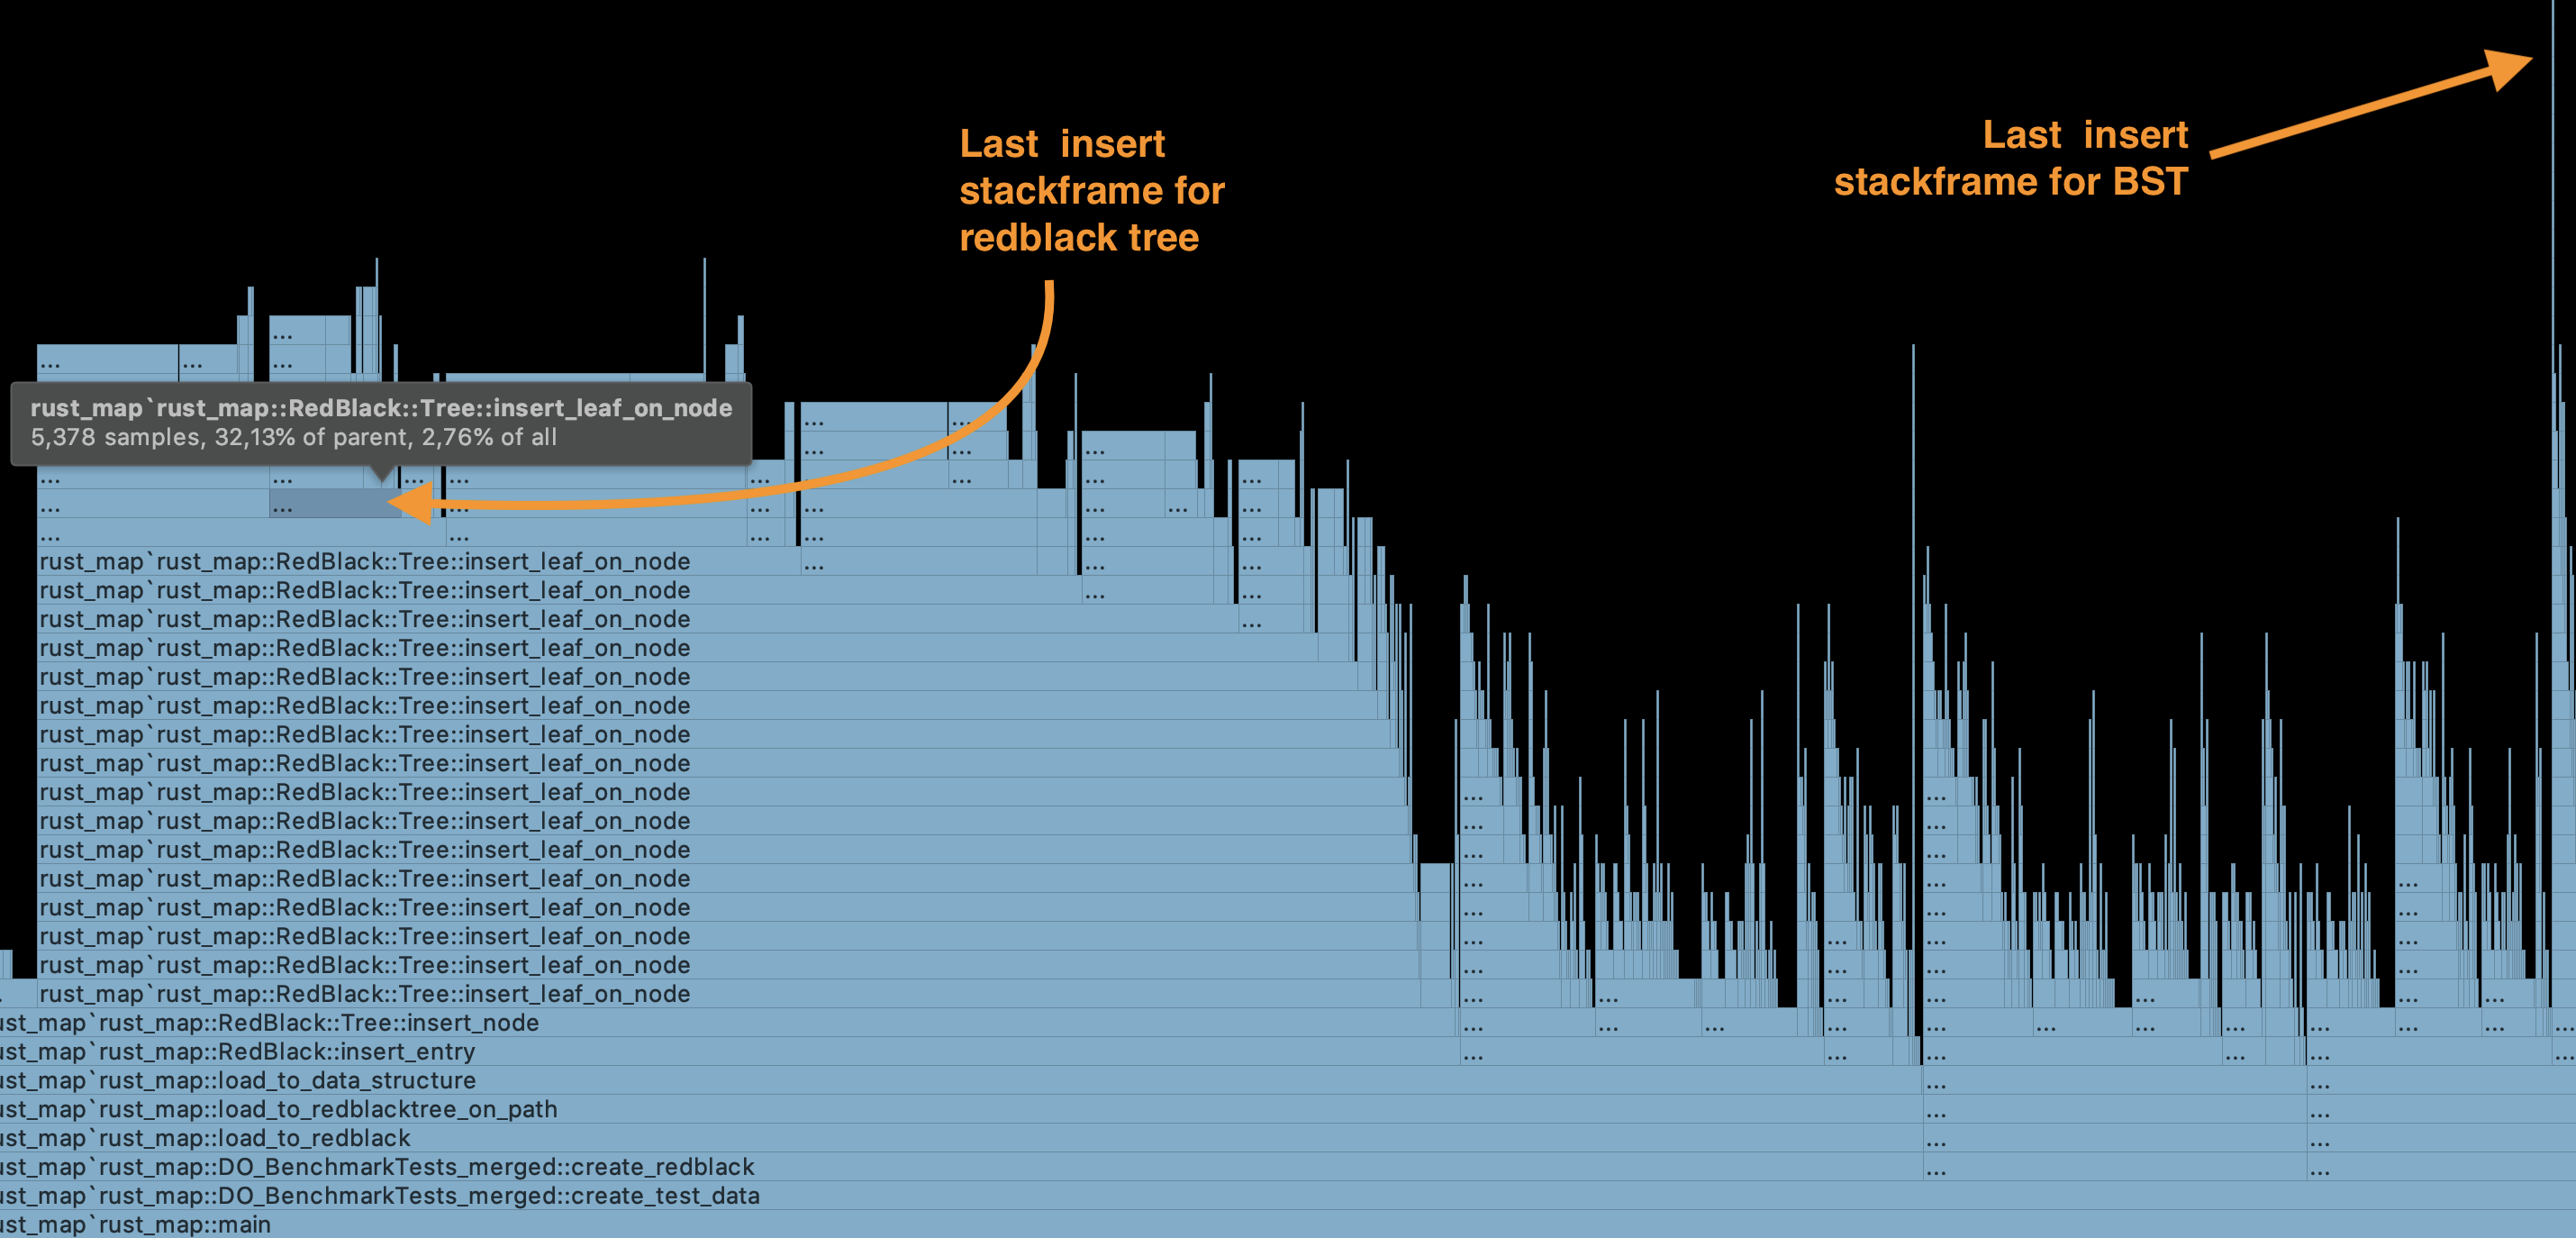 Last insert
stackframe for
redblack tree
Last insert
stackframe for BST
...
... ... ...
rust_map`rust_map::RedBlack::Tree::insert_leaf_on_node
5,378 samples, 32,13% of parent, 2,76% of all
... ...
... ...
... ... ... ... ... ... ... ...
... ... ... ... ... ... ... ...
... ... ... ... ... ...
rust_map`rust_map::RedBlack::Tree::insert_leaf_on_node ...
rust_map`rust_map::RedBlack::Tree::insert_leaf_on_node ...
rust_map`rust_map::RedBlack::Tree::insert_leaf_on_node ...
rust_map`rust_map::RedBlack::Tree::insert_leaf_on_node
rust_map`rust_map::RedBlack::Tree::insert_leaf_on_node
rust_map`rust_map::RedBlack::Tree::insert_leaf_on_node
rust_map`rust_map::RedBlack::Tree::insert_leaf_on_node
rust_map`rust_map::RedBlack::Tree::insert_leaf_on_node
rust_map`rust_map::RedBlack::Tree::insert_leaf_on_node ... ...
rust_map`rust_map::RedBlack::Tree::insert_leaf_on_node ... ...
rust_map`rust_map::RedBlack::Tree::insert_leaf_on_node ... ...
rust_map`rust_map::RedBlack::Tree::insert_leaf_on_node ... ... ...
rust_map`rust_map::RedBlack::Tree::insert_leaf_on_node ... ... ...
rust_map`rust_map::RedBlack::Tree::insert_leaf_on_node ... ... ... ...
rust_map`rust_map::RedBlack::Tree::insert_leaf_on_node ... ... ... ...
rust_map`rust_map::RedBlack::Tree::insert_leaf_on_node ... ... ... ... ... ...
ust_map`rust_map::RedBlack::Tree::insert_node ... ... ... ... ... ... ... ... ... ... ... ...
ust_map`rust_map::RedBlack::insert_entry ... ... ... ... ... ...
ust_map`rust_map::load_to_data_structure ... ...
ust_map`rust_map::load_to_redblacktree_on_path ... ...
ust_map`rust_map::load_to_redblack ... ...
ust_map`rust_map::DO_BenchmarkTests_merged::create_redblack ... ...
ust_map`rust_map::DO_BenchmarkTests_merged::create_test_data
ust_map`rust_map::main